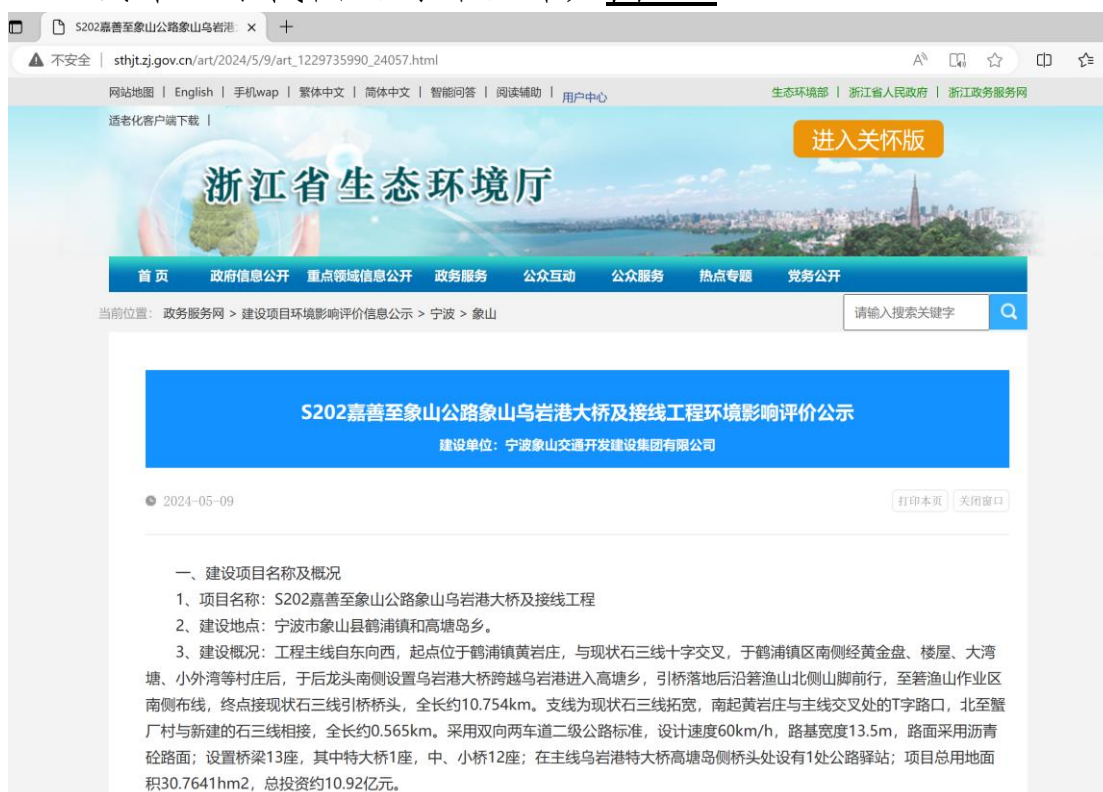 S202嘉善至象山公路象山乌岩港
不安全 | sthjt.zj.gov.cn/art/2024/5/9/art_1229735990_24057.html
网站地图 | English | 手机wap | 繁体中文 | 简体中文 | 智能问答 | 阅读辅助 | 用户中心
生态环境部 | 浙江省人民政府 | 浙江政务服务网
适老化客户端下载 |
进入关怀版
浙江省生态环境厅
首页 政府信息公开 重点领域信息公开 政务服务 公众互动 公众服务 热点专题 党务公开
当前位置: 政务服务网 > 建设项目环境影响评价信息公示 > 宁波 > 象山
请输入搜索关键字
S202嘉善至象山公路象山乌岩港大桥及接线工程环境影响评价公示
建设单位：宁波象山交通开发建设集团有限公司
2024-05-09
打印本页 关闭窗口
一、建设项目名称及概况
1、项目名称：S202嘉善至象山公路象山乌岩港大桥及接线工程
2、建设地点：宁波市象山县鹤浦镇和高塘岛乡。
3、建设概况：工程主线自东向西，起点位于鹤浦镇黄岩庄，与现状石三线十字交叉，于鹤浦镇区南侧经黄金盘、楼屋、大湾
塘、小外湾等村庄后，于后龙头南侧设置乌岩港大桥跨越乌岩港进入高塘乡，引桥落地后沿箬渔山北侧山脚前行，至箬渔山作业区
南侧布线，终点接现状石三线引桥桥头，全长约10.754km。支线为现状石三线拓宽，南起黄岩庄与主线交叉处的T字路口，北至蟹
厂村与新建的石三线相接，全长约0.565km。采用双向两车道二级公路标准，设计速度60km/h，路基宽度13.5m，路面采用沥青
砼路面；设置桥梁13座，其中特大桥1座，中、小桥12座；在主线乌岩港特大桥高塘岛侧桥头处设有1处公路驿站；项目总用地面
积30.7641hm2，总投资约10.92亿元。